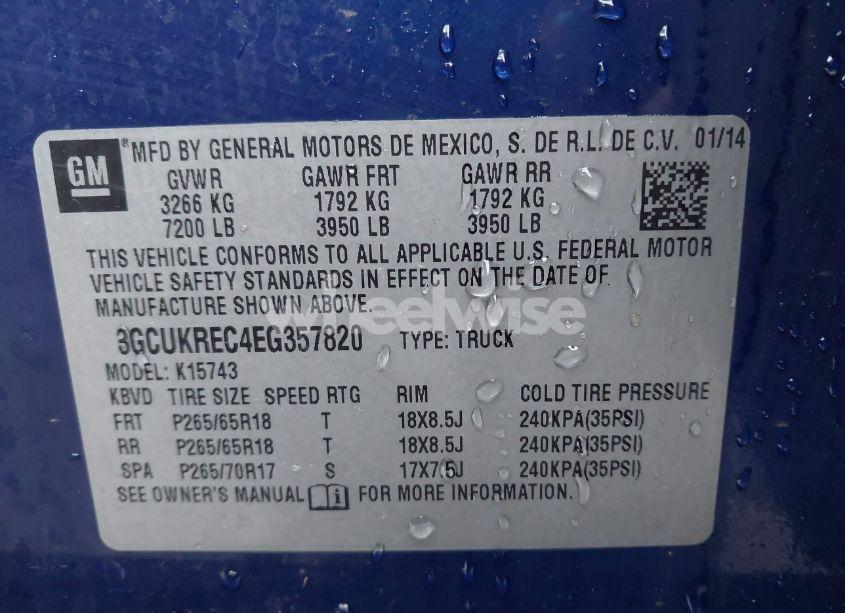 GM ® MFD BY GENERAL MOTORS DE MEXICO, S. DE R.L. DE C.V. 01/14
GVWR GAWR FRT GAWR RR
3266 KG 1792 KG 1792 KG
7200 LB 3950 LB 3950 LB
THIS VEHICLE CONFORMS TO ALL APPLICABLE U.S. FEDERAL MOTOR
VEHICLE SAFETY STANDARDS IN EFFECT ON THE DATE OF
MANUFACTURE SHOWN ABOVE.
wheelwise
3GCUKREC4EG357820 TYPE: TRUCK
MODEL: K15743
KBVD TIRE SIZE SPEED RTG RIM COLD TIRE PRESSURE
FRT P265/65R18 T 18X8.5J 240KPA(35PSI)
RR P265/65R18 T 18X8.5J 240KPA(35PSI)
SPA P265/70R17 S 17X7.5J 240KPA(35PSI)
SEE OWNER'S MANUAL i FOR MORE INFORMATION.